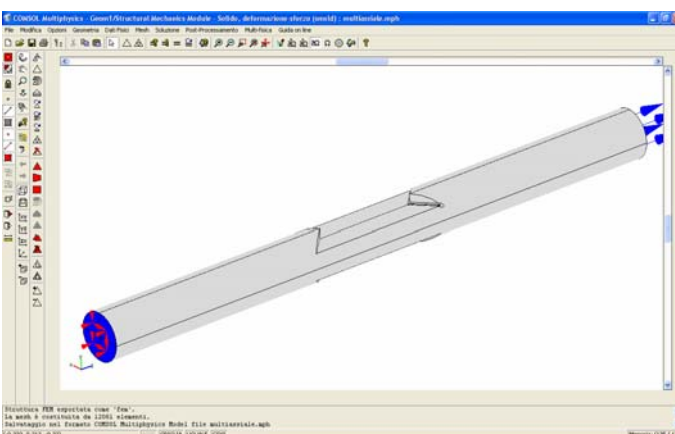 COMSOL Multiphysics - Geom1/Structural Mechanics Module - Solido, deformazione-sforzo (smsld) : multiassiale.mph
File Modifica Opzioni Geometria Dati Fisici Mesh Soluzione Post-Processamento Multi-fisica Guida on line
Struttura FEM esportata come 'fem'.
La mesh è costituita da 12081 elementi.
Salvataggio nel formato COMSOL Multiphysics Model file multiassiale.mph